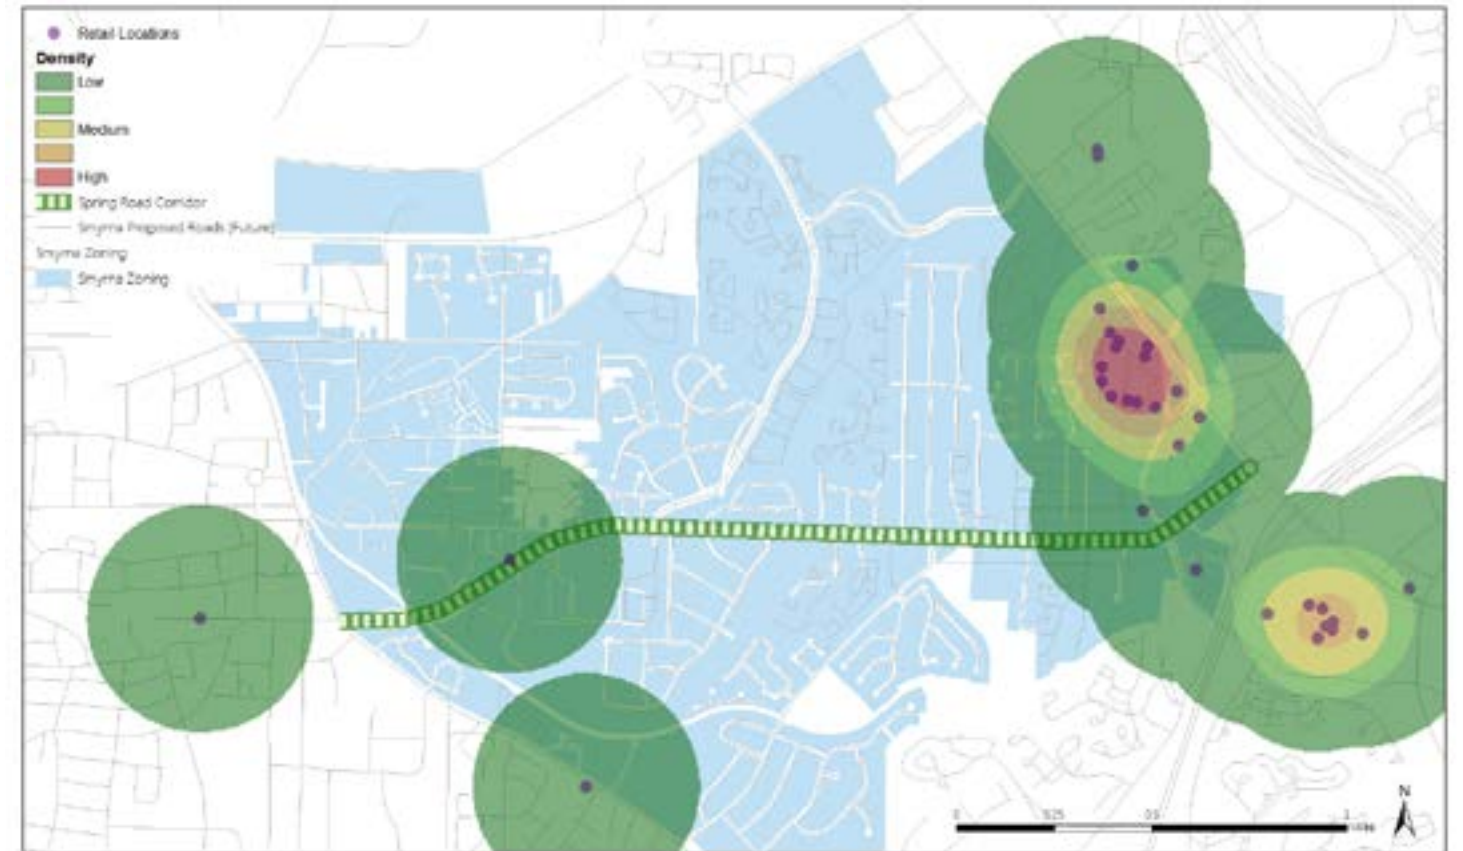 Retail Locations
Density
Low
Medium
High
Spring Road Corridor
Smyrna Proposed Roads (Future)
Smyrna Zoning
Smyrna Zoning
N
0 0.25 0.5 1